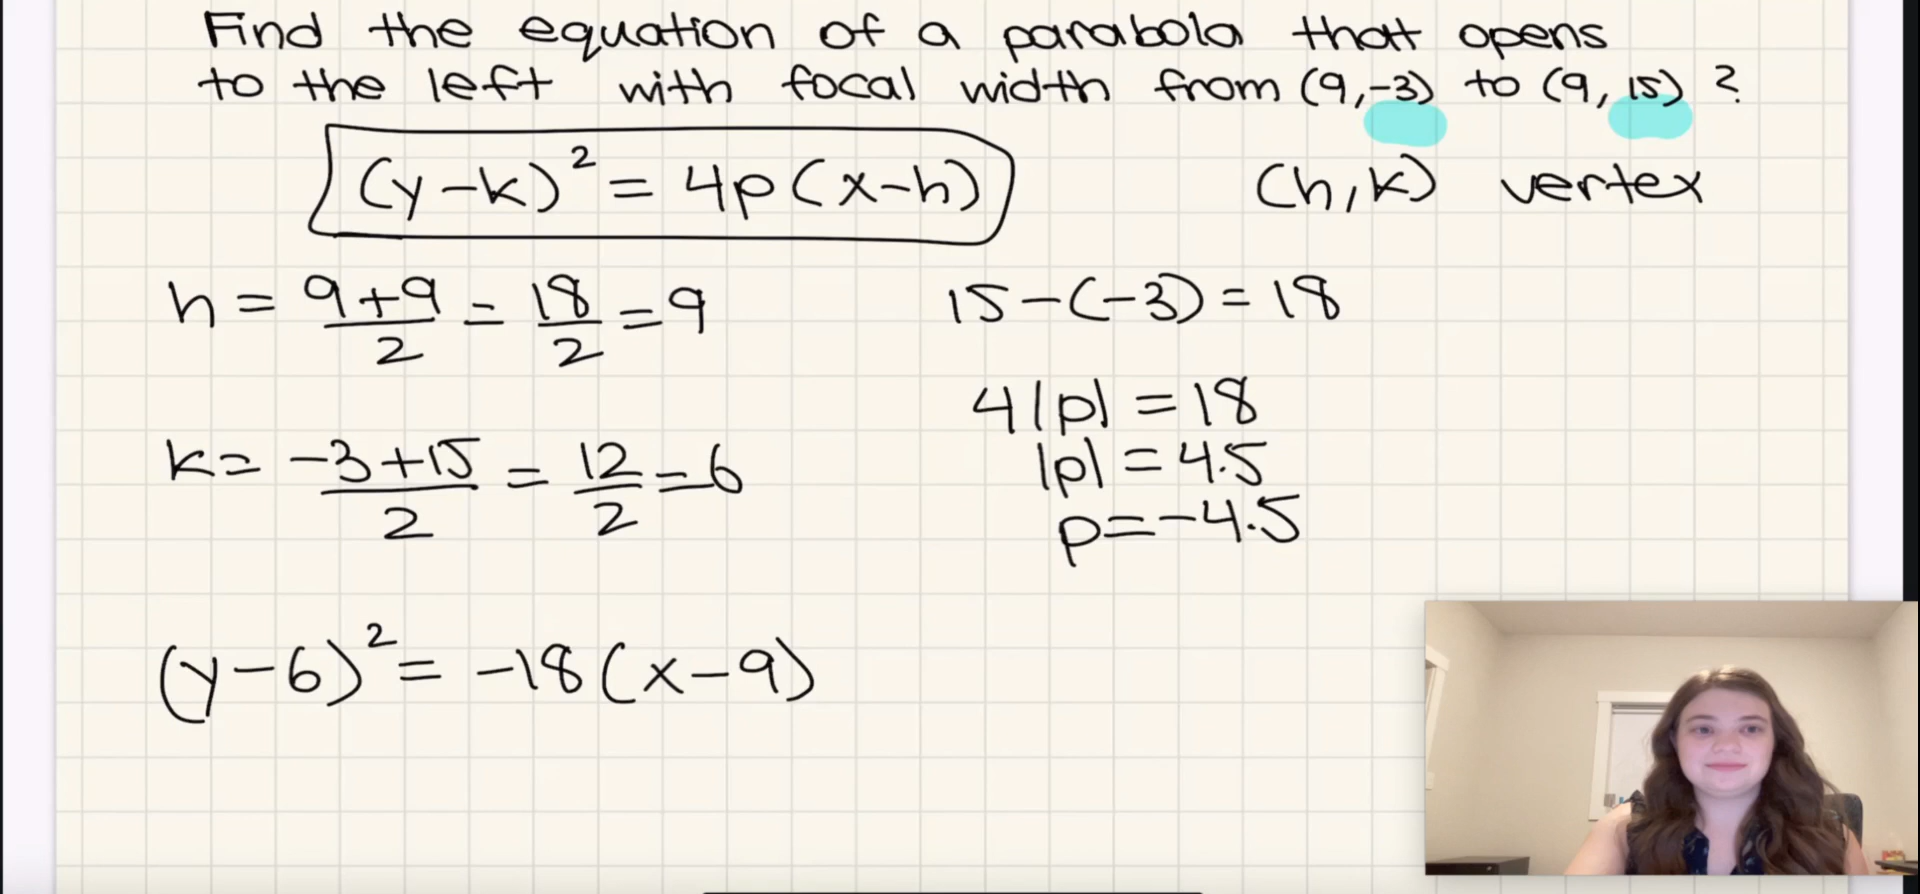 Find the equation of a parabola that opens
to the left with focal width from (9,-3) to (9, 15) ?
(y-k)² = 4p(x-h)
(h,k) vertex
h = 9+9/2 = 18/2 = 9
15-(-3) = 18
4|p| = 18
|p| = 4.5
p = -4.5
k = -3+15/2 = 12/2 = 6
(y-6)² = -18(x-9)